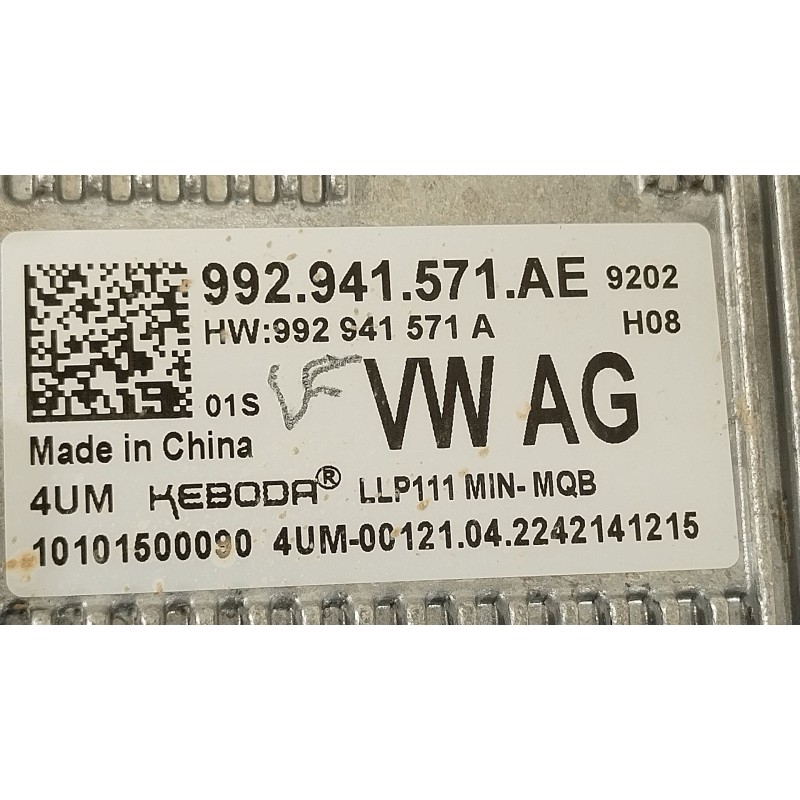 992.941.571.AE 9202
HW:992 941 571 A H08
01S VF VW AG
Made in China
4UM KEBODA® LLP111 MIN-MQB
10101500090 4UM-00121.04.2242141215